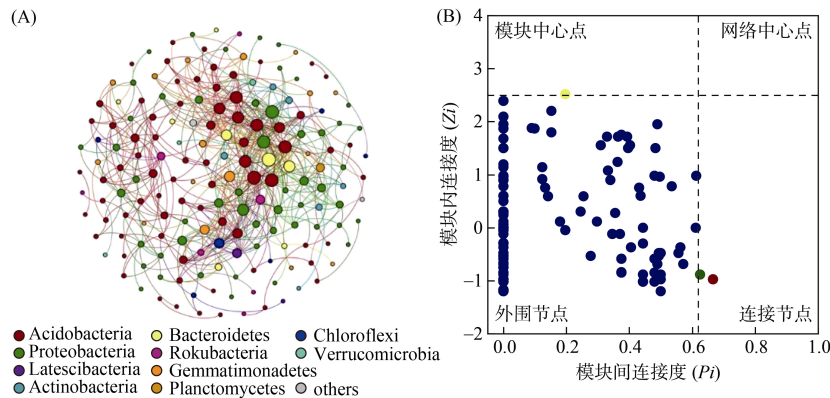 (A)
Acidobacteria
Proteobacteria
Latescibacteria
Actinobacteria
Bacteroidetes
Rokubacteria
Gemmatimonadetes
Planctomycetes
Chloroflexi
Verrucomicrobia
others
(B)
模块内连接度 (Zi)
4
3
2
1
0
−1
−2
模块中心点
网络中心点
外围节点
连接节点
0.0 0.2 0.4 0.6 0.8 1.0
模块间连接度 (Pi)